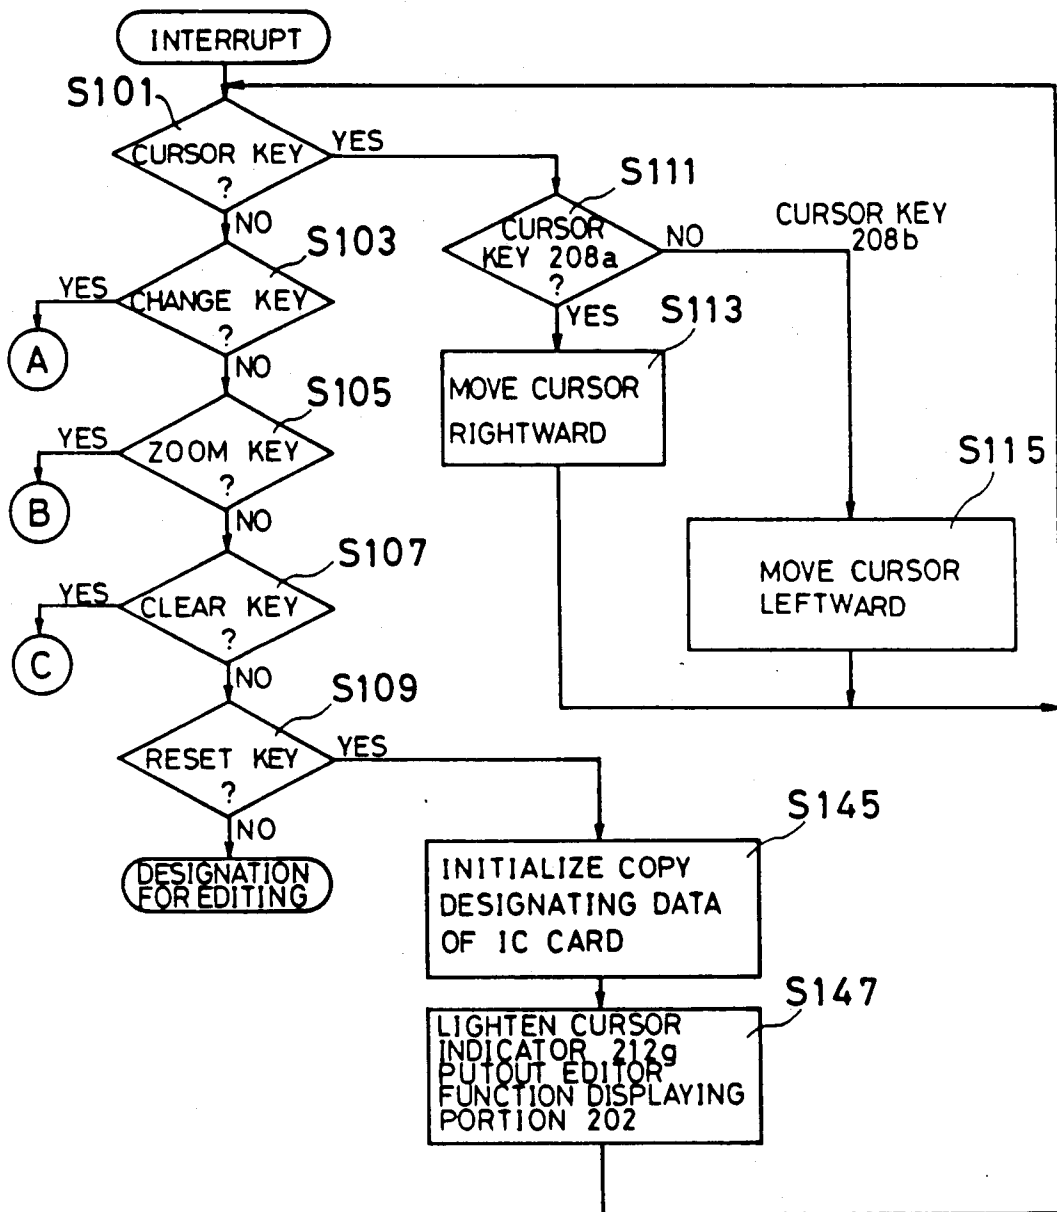 INTERRUPT
S101
CURSOR KEY
?
YES
NO
S111
CURSOR
KEY 208a
?
NO
YES
CURSOR KEY
208b
S103
YES
CHANGE KEY
?
NO
A
S113
MOVE CURSOR
RIGHTWARD
S105
YES
ZOOM KEY
?
NO
B
S115
MOVE CURSOR
LEFTWARD
S107
YES
CLEAR KEY
?
NO
C
S109
RESET KEY
?
YES
NO
DESIGNATION
FOR EDITING
S145
INITIALIZE COPY
DESIGNATING DATA
OF IC CARD
S147
LIGHTEN CURSOR
INDICATOR 212g
PUTOUT EDITOR
FUNCTION DISPLAYING
PORTION 202